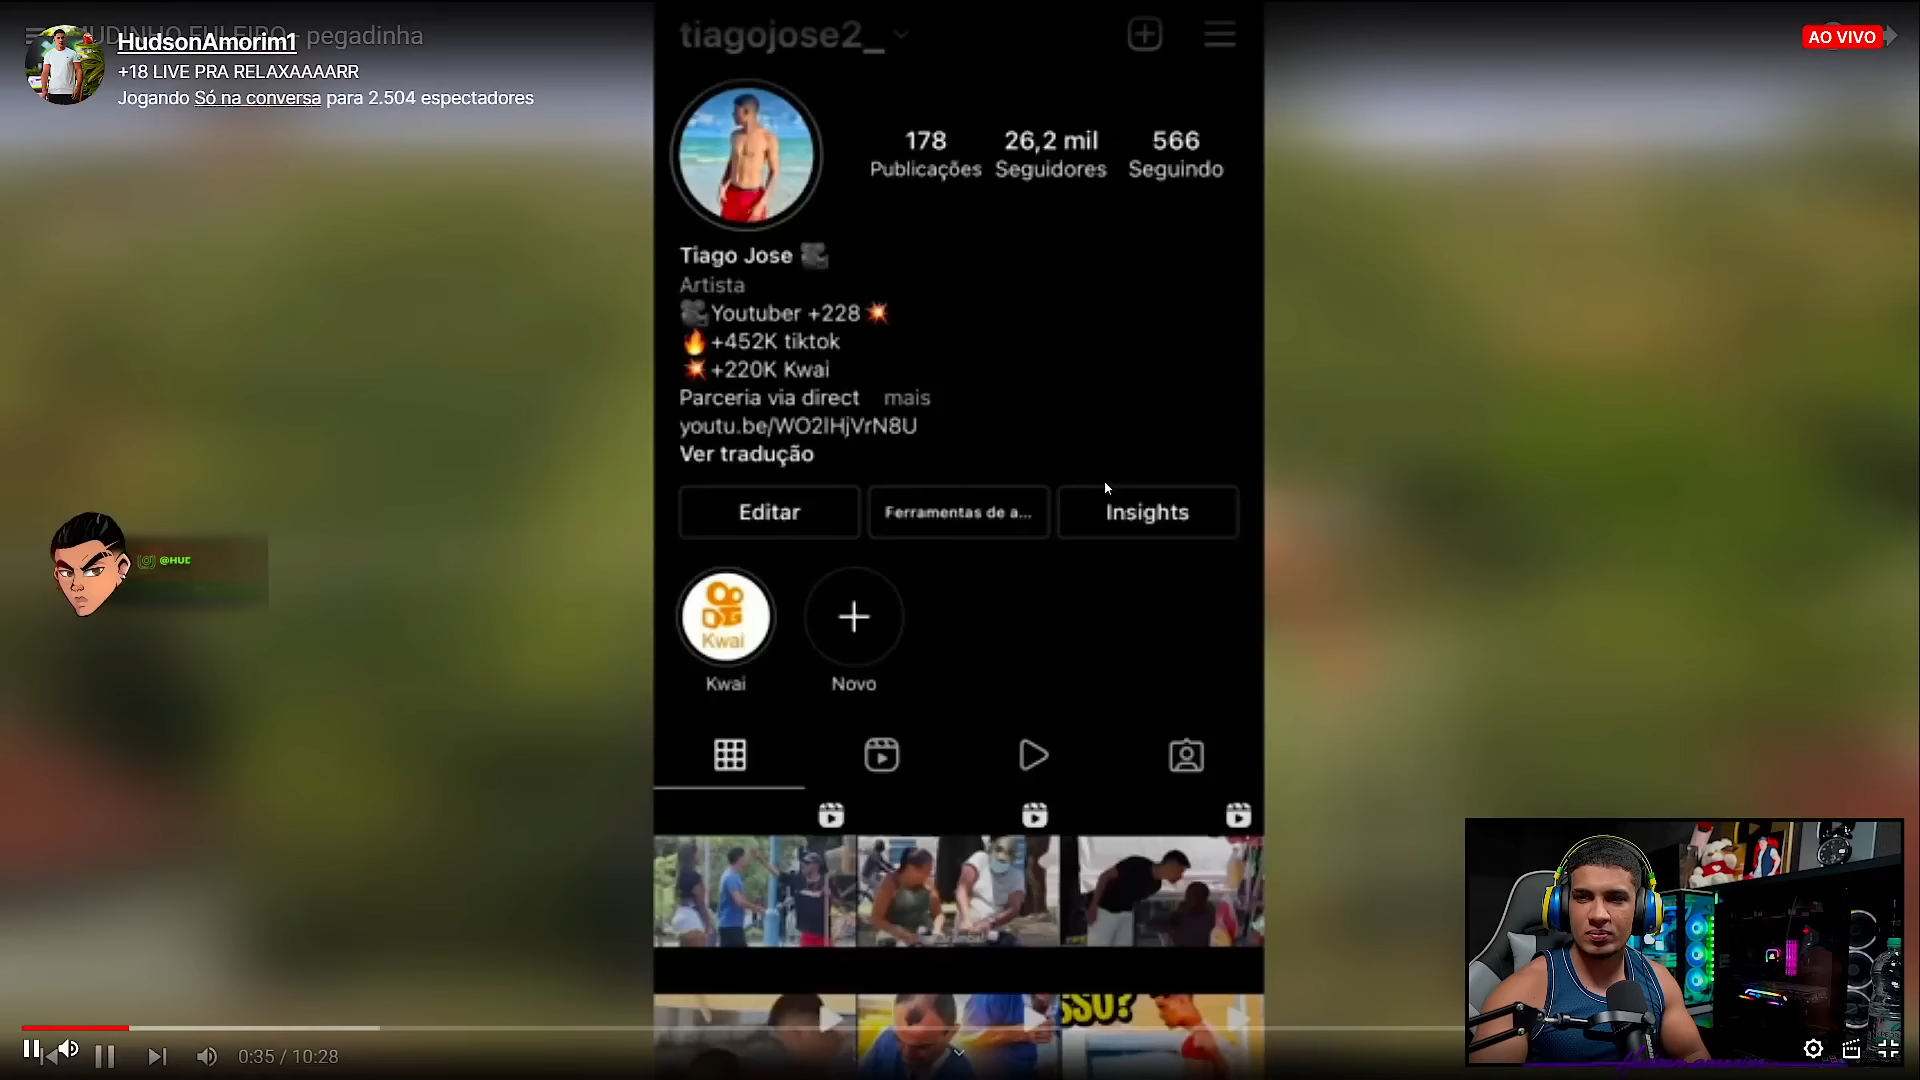 pegadinha
HudsonAmorim1
+18 LIVE PRA RELAXAAAARR
Jogando Só na conversa para 2.504 espectadores
AO VIVO
tiagojose2_
178
26,2 mil
566
Publicações
Seguidores
Seguindo
Tiago Jose
Artista
Youtuber +228
+452K tiktok
+220K Kwai
Parceria via direct mais
youtu.be/WO2lHjVrN8U
Ver tradução
Editar
Ferramentas de a...
Insights
@HUE
Kwai
Kwai
Novo
SSO?
0:35 / 10:28